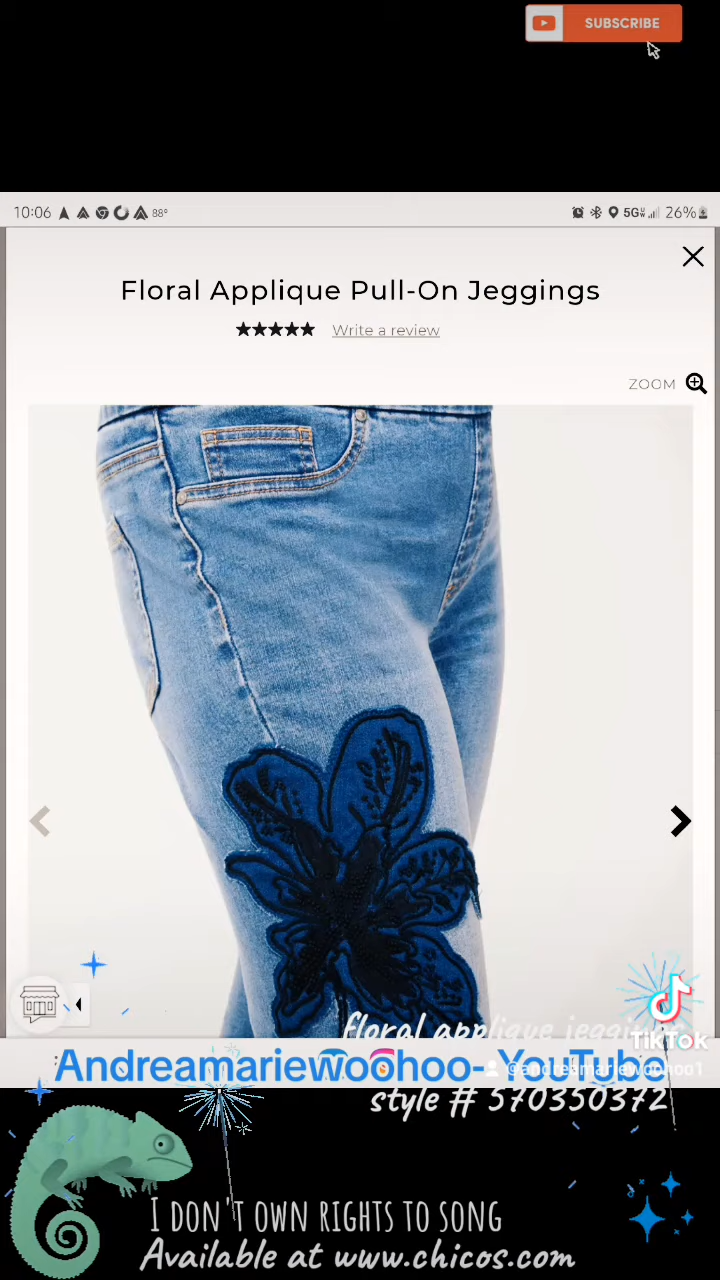 SUBSCRIBE
10:06 88° 5G 26%
Floral Applique Pull-On Jeggings
Write a review
ZOOM
floral applique jeggings
TikTok
Andreamariewoohoo- YouTube
@andreamariewoohoo1
style # 570350372
I DON'T OWN RIGHTS TO SONG
Available at www.chicos.com